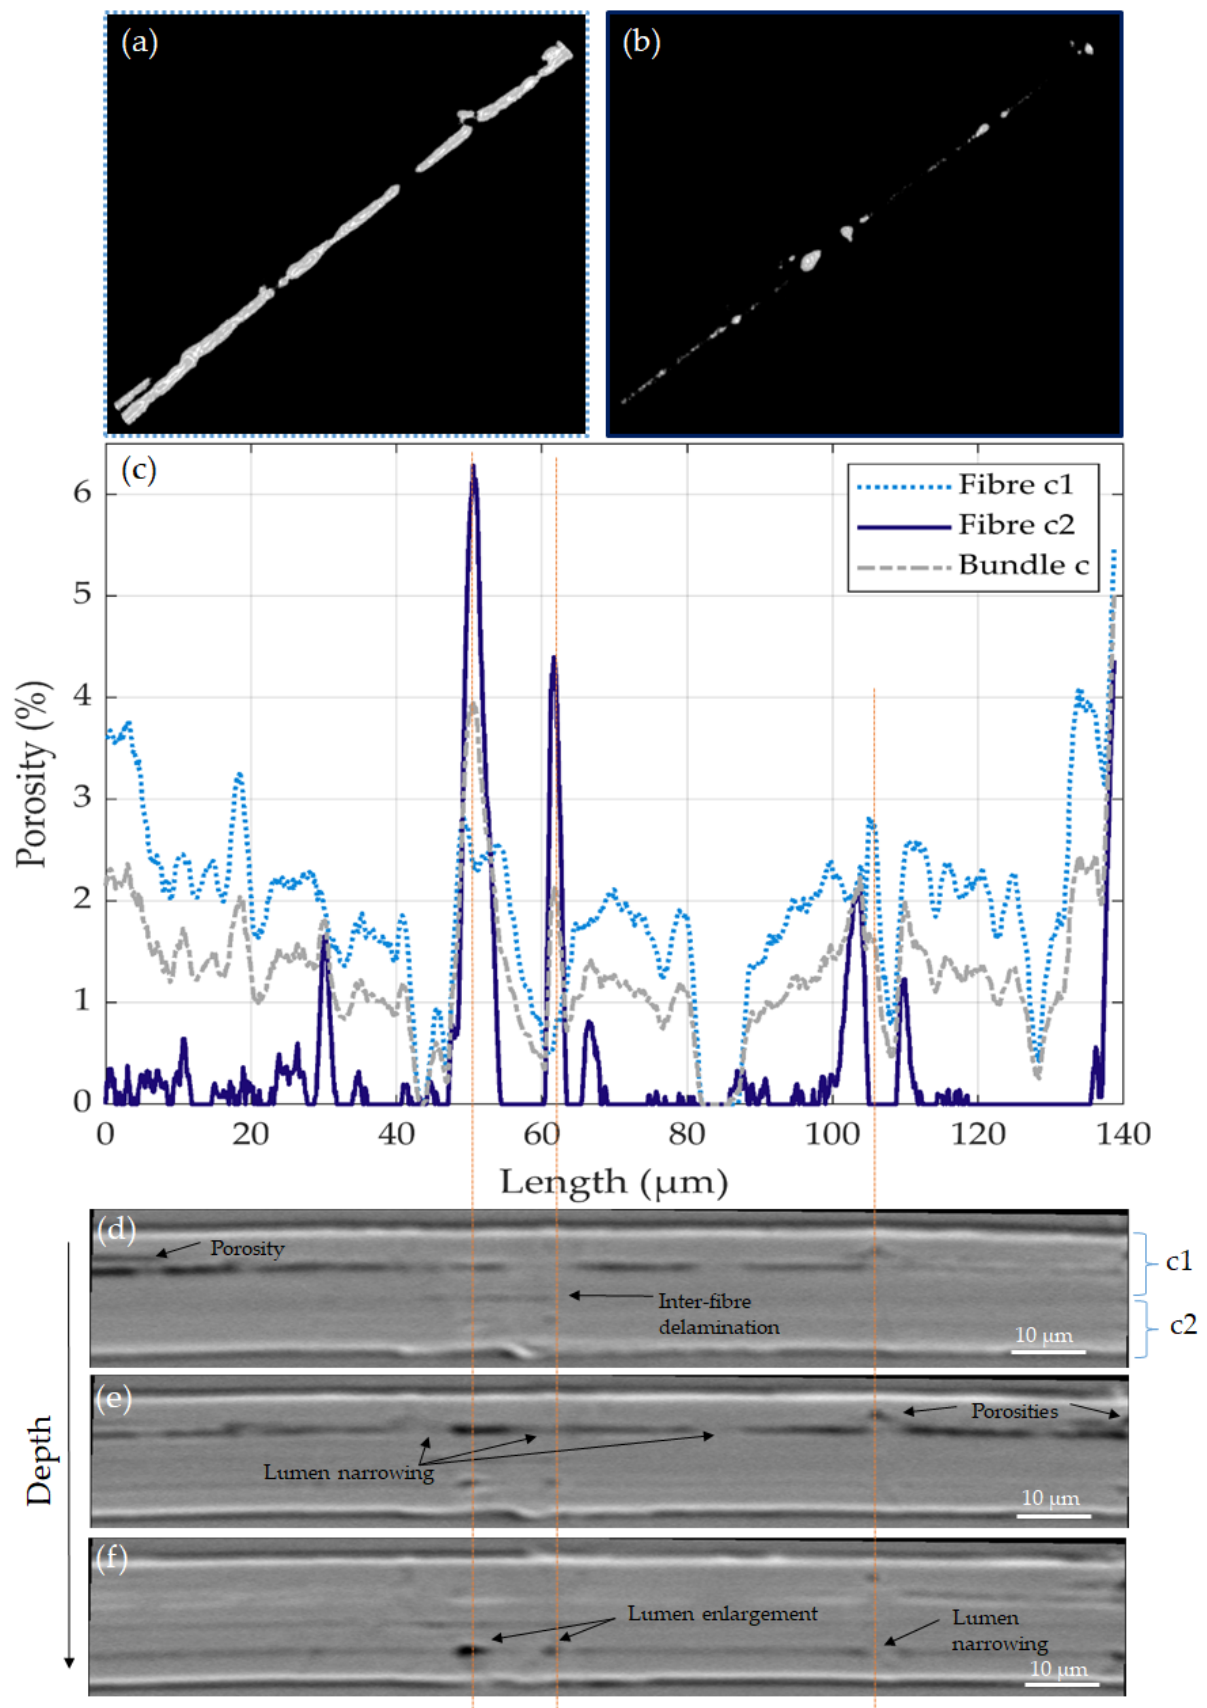 (a)
(b)
(c)
Fibre c1
Fibre c2
Bundle c
6
5
4
3
2
1
0
Porosity (%)
0 20 40 60 80 100 120 140
Length (μm)
(d)
Porosity
Inter-fibre
delamination
10 μm
c1
c2
(e)
Porosities
Lumen narrowing
10 μm
Depth
(f)
Lumen enlargement
Lumen
narrowing
10 μm